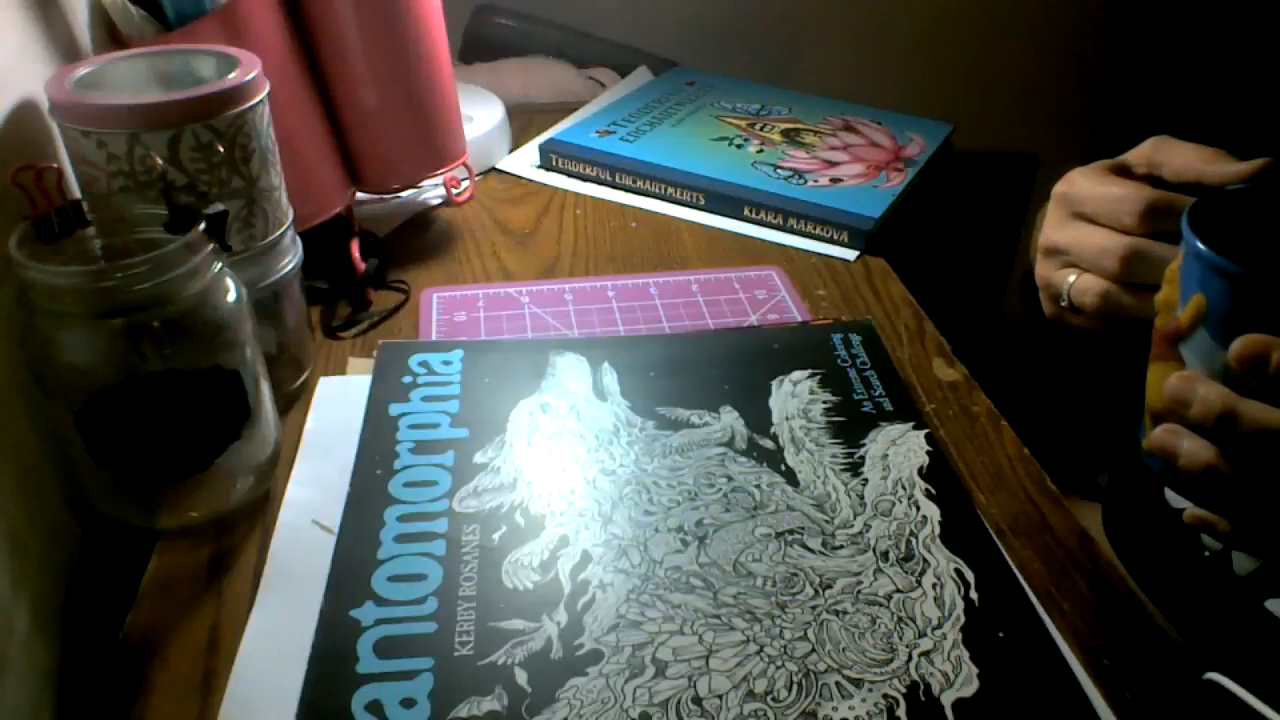 TENDERFUL
ENCHANTMENTS
TENDERFUL ENCHANTMENTS KLARA MARKOVA
antomorphia
KERBY ROSANES
An Extreme Coloring
and Search Challenge